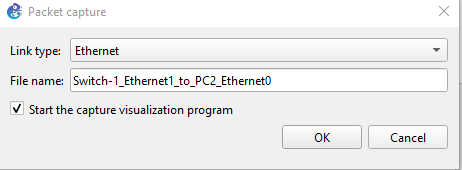 Packet capture
Link type: Ethernet
File name: Switch-1_Ethernet1_to_PC2_Ethernet0
Start the capture visualization program
OK Cancel